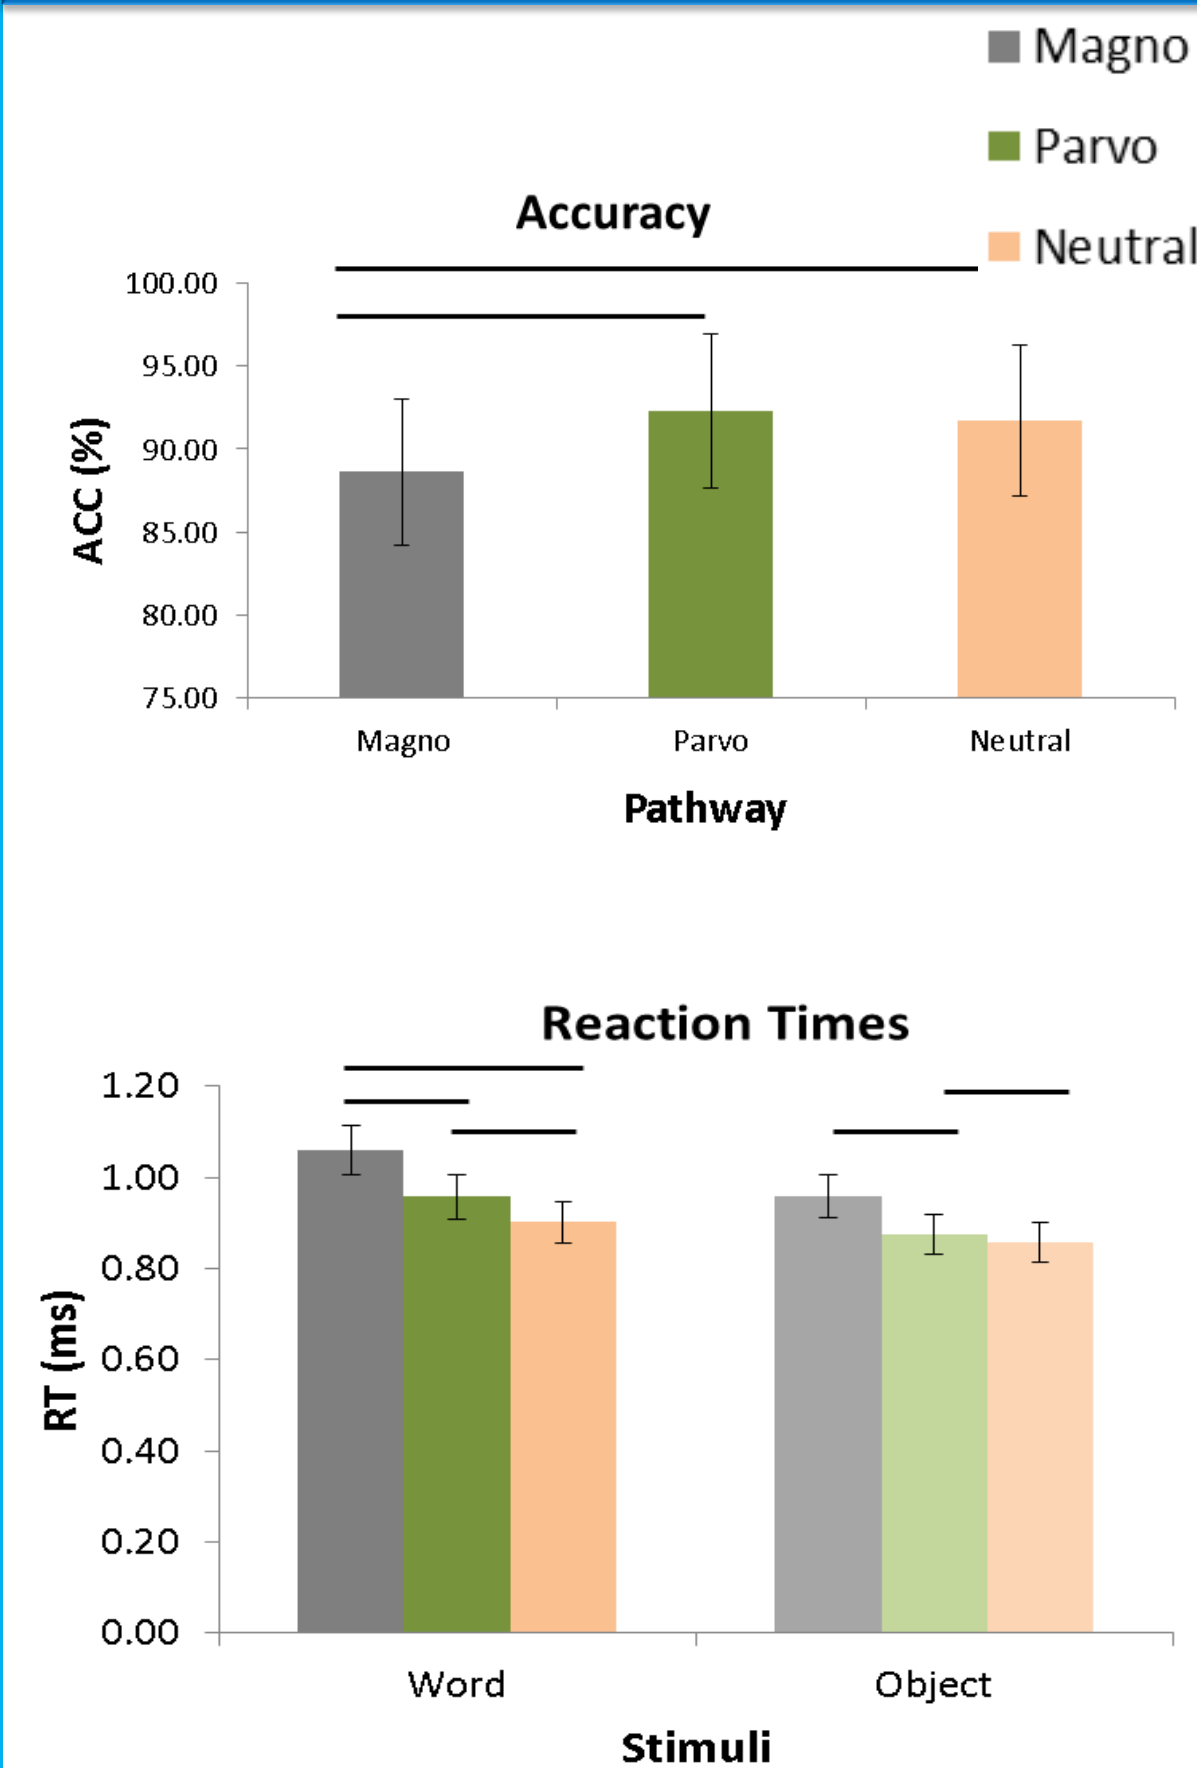 Magno
Parvo
Neutral
Accuracy
100.00
95.00
90.00
85.00
80.00
75.00
ACC (%)
Magno Parvo Neutral
Pathway
Reaction Times
1.20
1.00
0.80
0.60
0.40
0.20
0.00
RT (ms)
Word Object
Stimuli